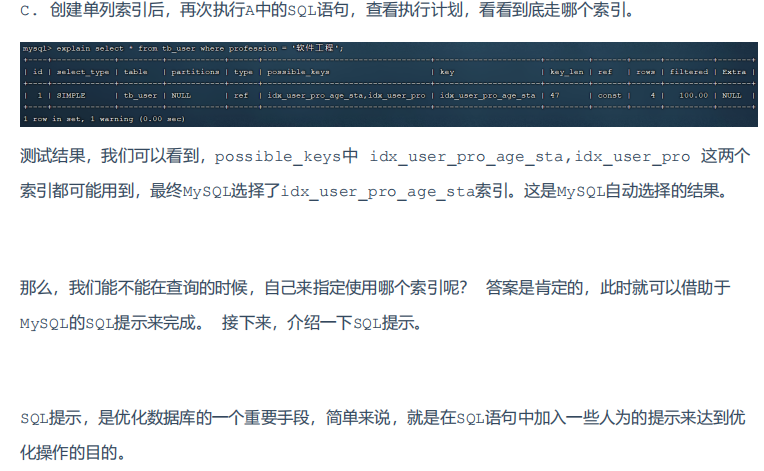 C. 创建单列索引后，再次执行A中的SQL语句，查看执行计划，看看到底走哪个索引。
mysql> explain select * from tb_user where profession = '软件工程';
| id | select_type | table | partitions | type | possible_keys | key | key_len | ref | rows | filtered | Extra |
| 1 | SIMPLE | tb_user | NULL | ref | idx_user_pro_age_sta,idx_user_pro | idx_user_pro_age_sta | 47 | const | 4 | 100.00 | NULL |
1 row in set, 1 warning (0.00 sec)
测试结果，我们可以看到，possible_keys中 idx_user_pro_age_sta,idx_user_pro 这两个
索引都可能用到，最终MySQL选择了idx_user_pro_age_sta索引。这是MySQL自动选择的结果。
那么，我们能不能在查询的时候，自己来指定使用哪个索引呢？ 答案是肯定的，此时就可以借助于
MySQL的SQL提示来完成。 接下来，介绍一下SQL提示。
SQL提示，是优化数据库的一个重要手段，简单来说，就是在SQL语句中加入一些人为的提示来达到优
化操作的目的。